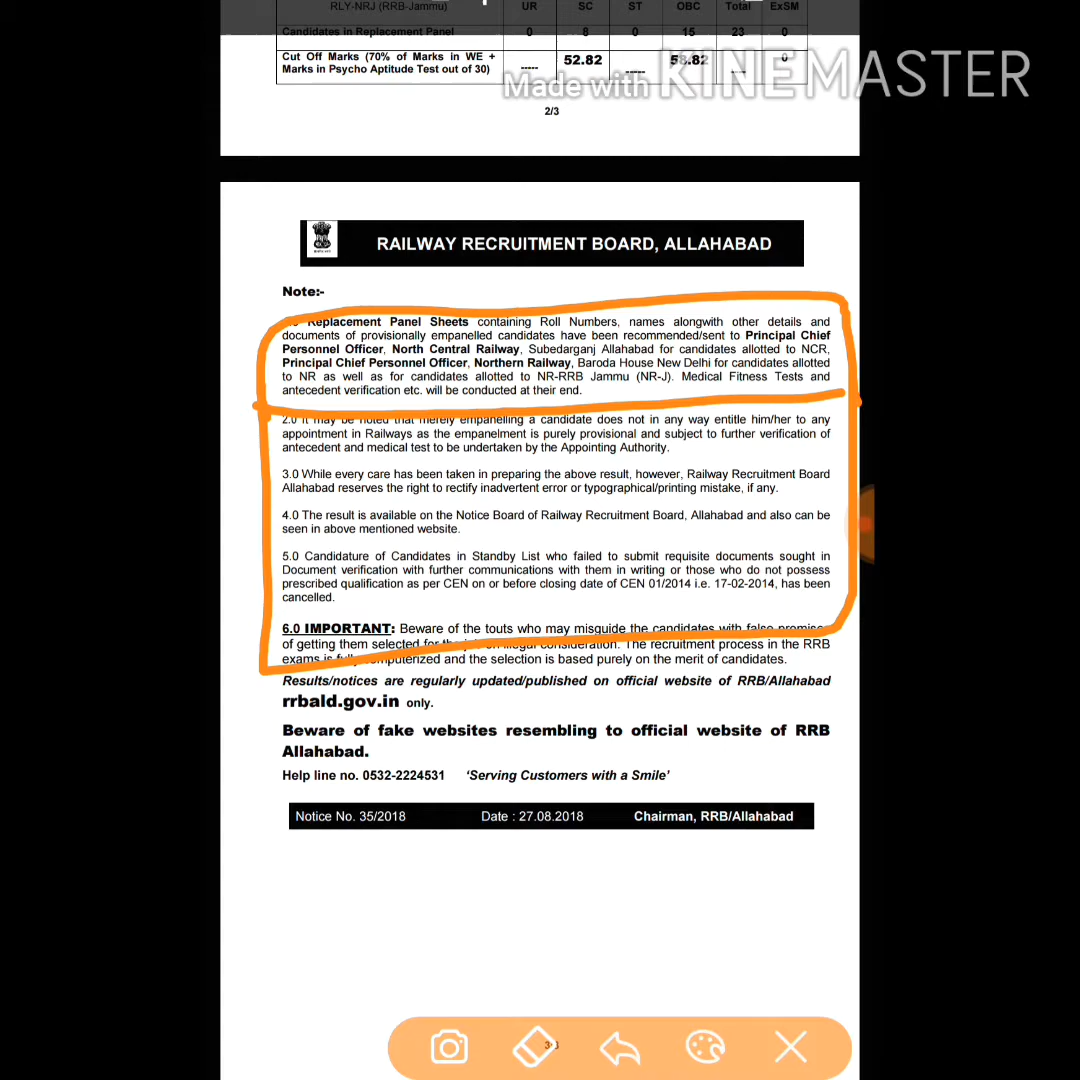 RLY-NRJ (RRB-Jammu) UR SC ST OBC Total ExSM
Candidates in Replacement Panel 0 8 0 15 23 0
Cut Off Marks (70% of Marks in WE + ----- 52.82 ----- 58.82 ---- 0
Marks in Psycho Aptitude Test out of 30)
Made with KINEMASTER
2/3
RAILWAY RECRUITMENT BOARD, ALLAHABAD
Note:-
Replacement Panel Sheets containing Roll Numbers, names alongwith other details and
documents of provisionally empanelled candidates have been recommended/sent to Principal Chief
Personnel Officer, North Central Railway, Subedarganj Allahabad for candidates allotted to NCR,
Principal Chief Personnel Officer, Northern Railway, Baroda House New Delhi for candidates allotted
to NR as well as for candidates allotted to NR-RRB Jammu (NR-J). Medical Fitness Tests and
antecedent verification etc. will be conducted at their end.
2.0 It may be noted that merely empanelling a candidate does not in any way entitle him/her to any
appointment in Railways as the empanelment is purely provisional and subject to further verification of
antecedent and medical test to be undertaken by the Appointing Authority.
3.0 While every care has been taken in preparing the above result, however, Railway Recruitment Board
Allahabad reserves the right to rectify inadvertent error or typographical/printing mistake, if any.
4.0 The result is available on the Notice Board of Railway Recruitment Board, Allahabad and also can be
seen in above mentioned website.
5.0 Candidature of Candidates in Standby List who failed to submit requisite documents sought in
Document verification with further communications with them in writing or those who do not possess
prescribed qualification as per CEN on or before closing date of CEN 01/2014 i.e. 17-02-2014, has been
cancelled.
6.0 IMPORTANT: Beware of the touts who may misguide the candidates with false promises
of getting them selected for the job on illegal consideration. The recruitment process in the RRB
exams is fully computerized and the selection is based purely on the merit of candidates.
Results/notices are regularly updated/published on official website of RRB/Allahabad
rrbald.gov.in only.
Beware of fake websites resembling to official website of RRB
Allahabad.
Help line no. 0532-2224531 ‘Serving Customers with a Smile’
Notice No. 35/2018 Date : 27.08.2018 Chairman, RRB/Allahabad